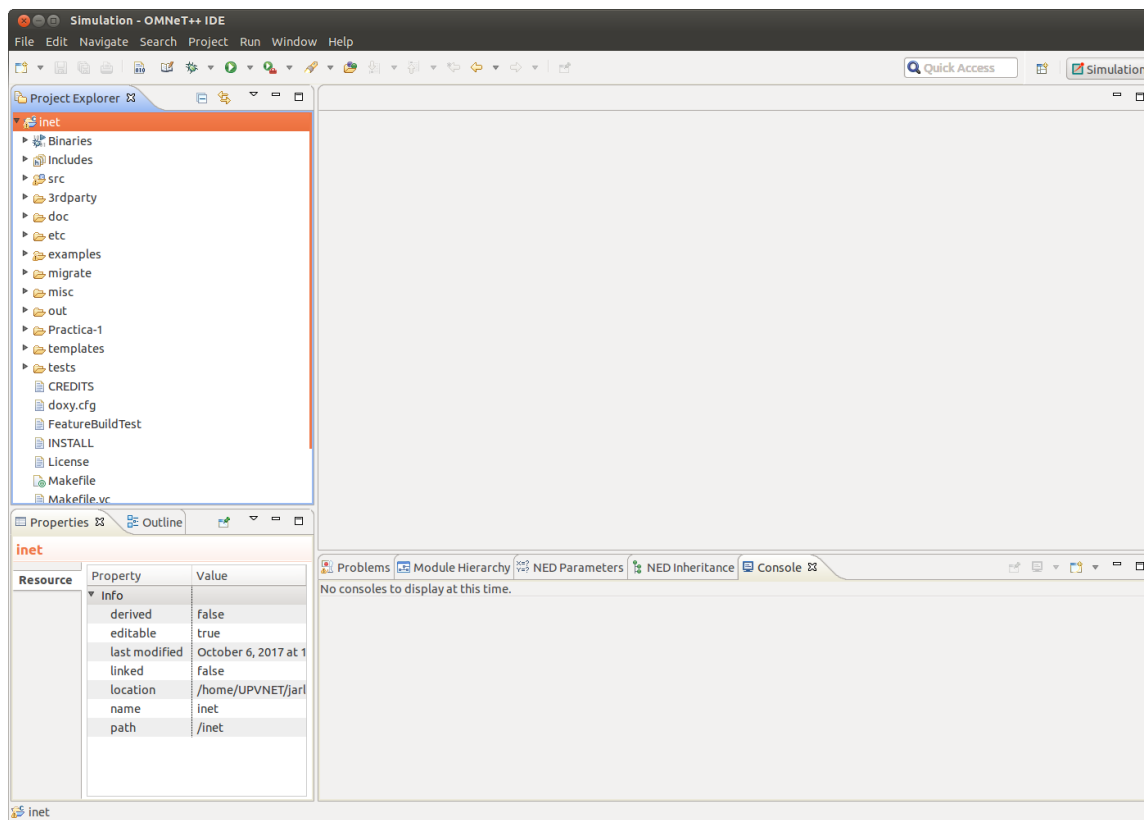 Simulation - OMNeT++ IDE
File Edit Navigate Search Project Run Window Help
Quick Access
Simulation
Project Explorer
inet
Binaries
Includes
src
3rdparty
doc
etc
examples
migrate
misc
out
Practica-1
templates
tests
CREDITS
doxy.cfg
FeatureBuildTest
INSTALL
License
Makefile
Makefile.vc
Properties Outline
inet
Resource
Property Value
Info
derived false
editable true
last modified October 6, 2017 at 1
linked false
location /home/UPVNET/jarl
name inet
path /inet
Problems Module Hierarchy NED Parameters NED Inheritance Console
No consoles to display at this time.
inet